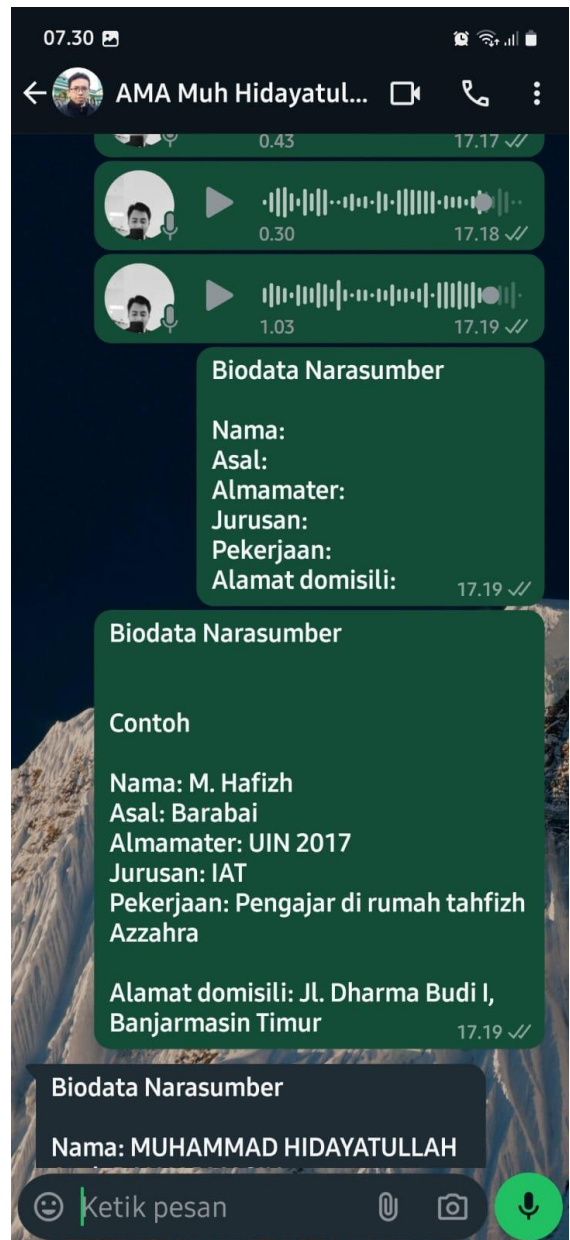 07.30
AMA Muh Hidayatul...
0.43 17.17
0.30 17.18
1.03 17.19
Biodata Narasumber
Nama:
Asal:
Almamater:
Jurusan:
Pekerjaan:
Alamat domisili: 17.19
Biodata Narasumber
Contoh
Nama: M. Hafizh
Asal: Barabai
Almamater: UIN 2017
Jurusan: IAT
Pekerjaan: Pengajar di rumah tahfizh
Azzahra
Alamat domisili: Jl. Dharma Budi I,
Banjarmasin Timur 17.19
Biodata Narasumber
Nama: MUHAMMAD HIDAYATULLAH
Ketik pesan